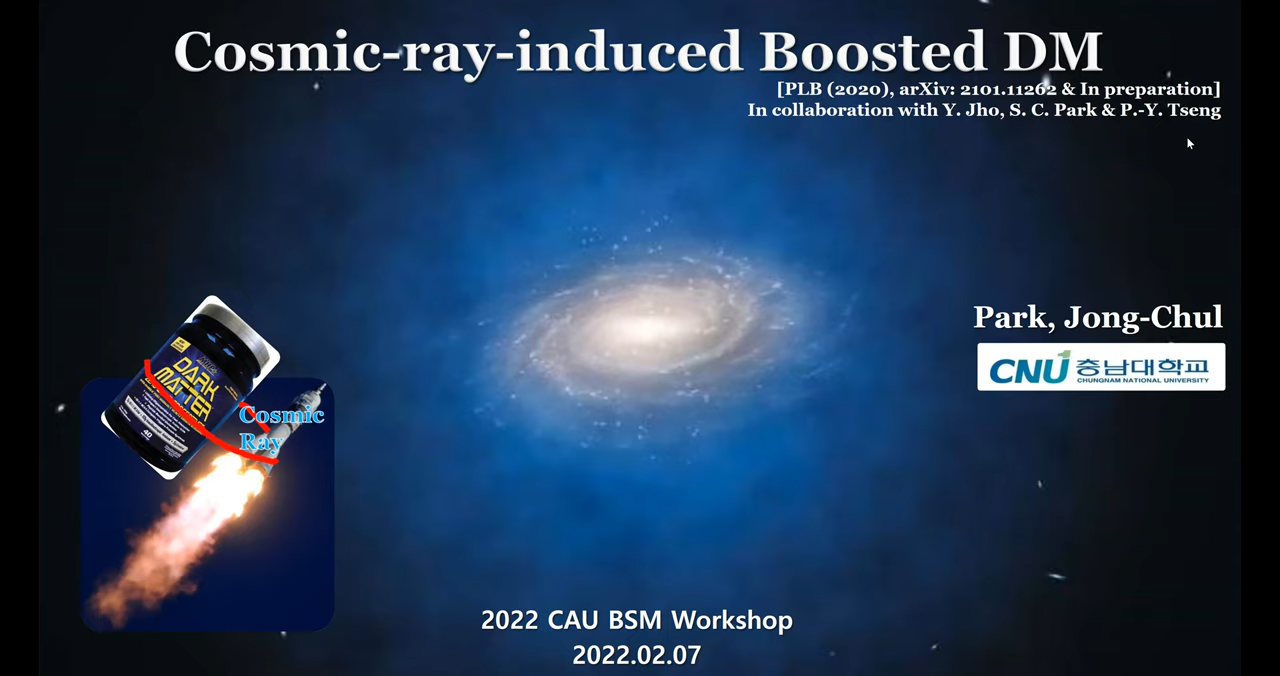 Cosmic-ray-induced Boosted DM
[PLB (2020), arXiv: 2101.11262 & In preparation]
In collaboration with Y. Jho, S. C. Park & P.-Y. Tseng
Park, Jong-Chul
CNU 충남대학교
CHUNGNAM NATIONAL UNIVERSITY
DARK
MATTER
40
Cosmic
Ray
2022 CAU BSM Workshop
2022.02.07